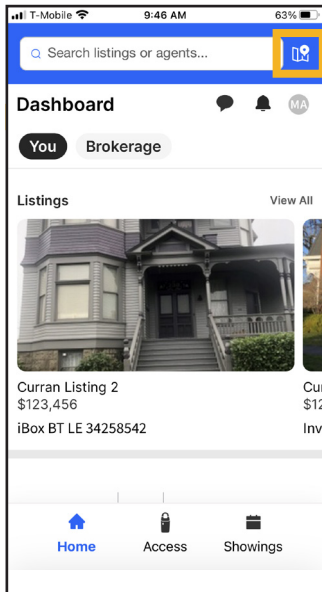 T-Mobile 9:46 AM 63%
Search listings or agents...
Dashboard MA
You Brokerage
Listings View All
Curran Listing 2 Cu
$123,456 $12
iBox BT LE 34258542 Inv
Home Access Showings